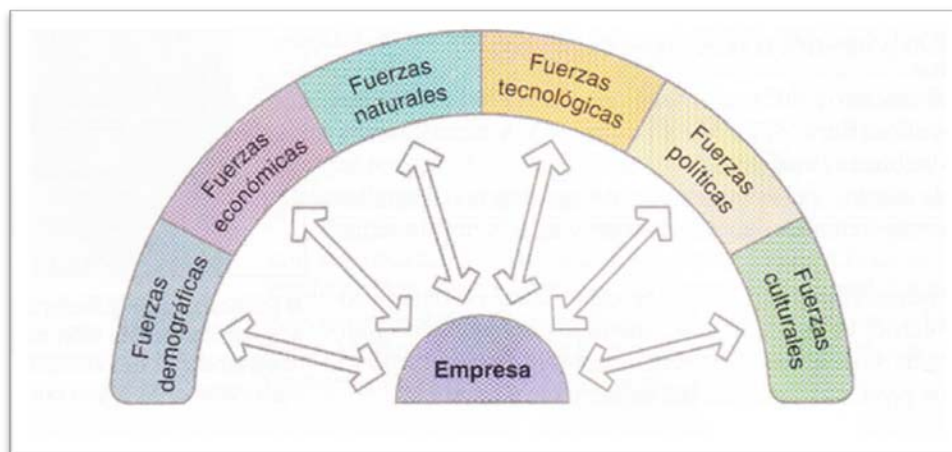 Fuerzas
demográficas
Fuerzas
económicas
Fuerzas
naturales
Fuerzas
tecnológicas
Fuerzas
políticas
Fuerzas
culturales
Empresa